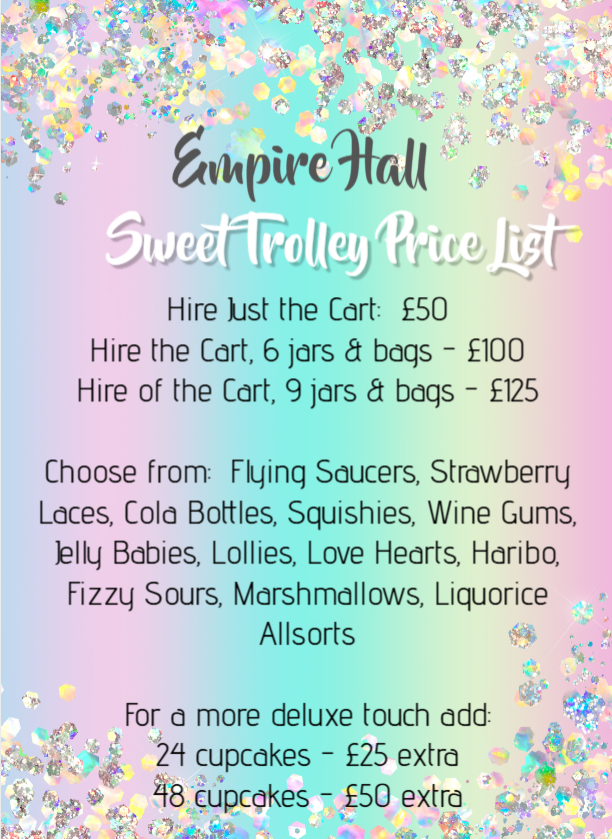 Empire Hall
Sweet Trolley Price List
Hire Just the Cart:  £50
Hire the Cart, 6 jars & bags - £100
Hire of the Cart, 9 jars & bags - £125
Choose from:  Flying Saucers, Strawberry
Laces, Cola Bottles, Squishies, Wine Gums,
Jelly Babies, Lollies, Love Hearts, Haribo,
Fizzy Sours, Marshmallows, Liquorice
Allsorts
For a more deluxe touch add:
24 cupcakes - £25 extra
48 cupcakes - £50 extra